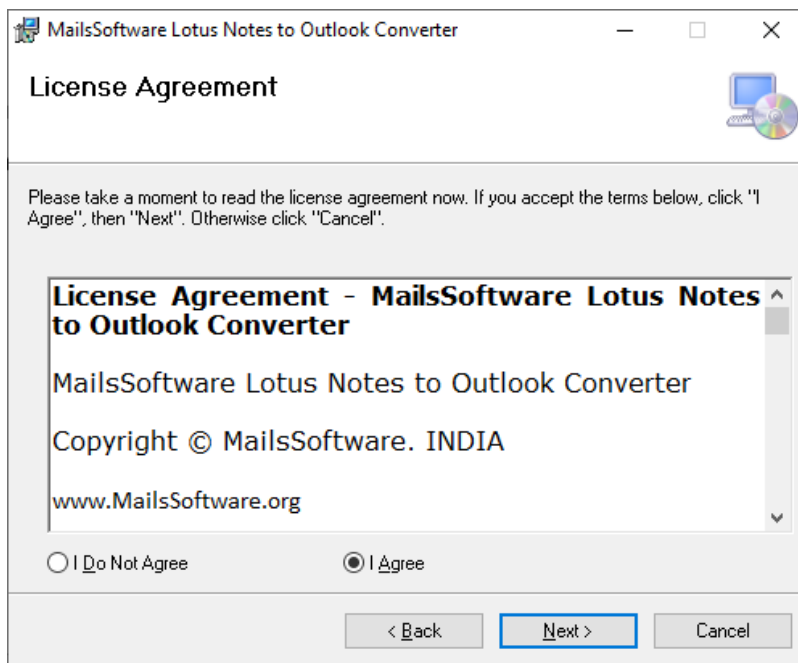 MailsSoftware Lotus Notes to Outlook Converter
License Agreement
Please take a moment to read the license agreement now. If you accept the terms below, click "I
Agree", then "Next". Otherwise click "Cancel".
License Agreement - MailsSoftware Lotus Notes
to Outlook Converter
MailsSoftware Lotus Notes to Outlook Converter
Copyright © MailsSoftware. INDIA
www.MailsSoftware.org
I Do Not Agree
I Agree
< Back
Next >
Cancel